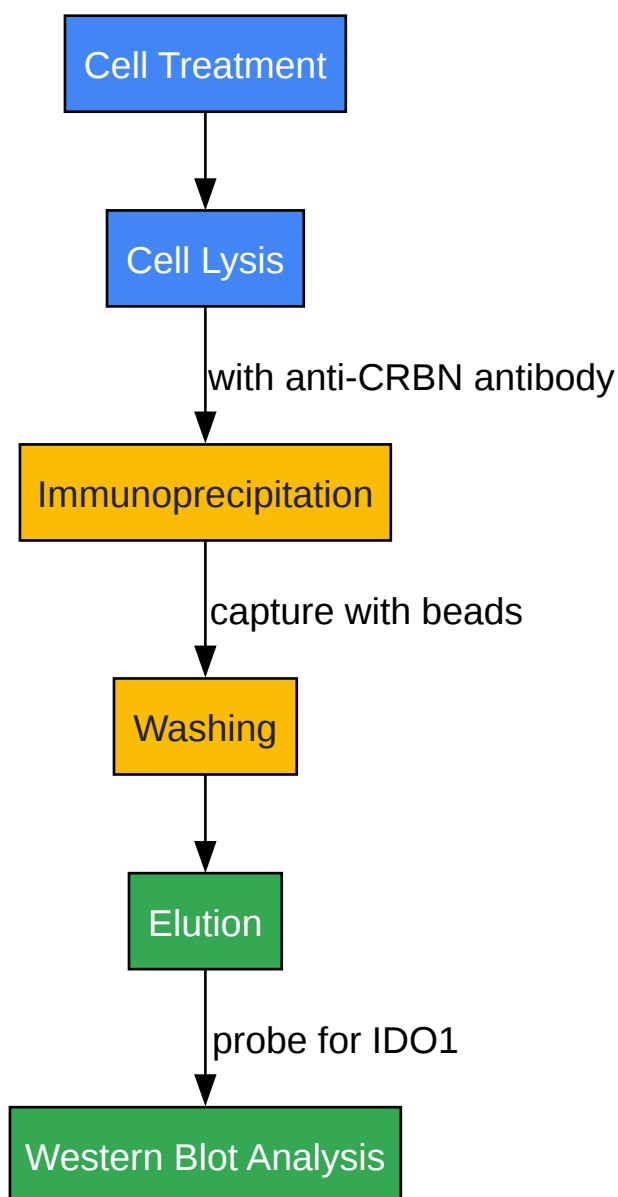 Cell Treatment
Cell Lysis
with anti-CRBN antibody
Immunoprecipitation
capture with beads
Washing
Elution
probe for IDO1
Western Blot Analysis